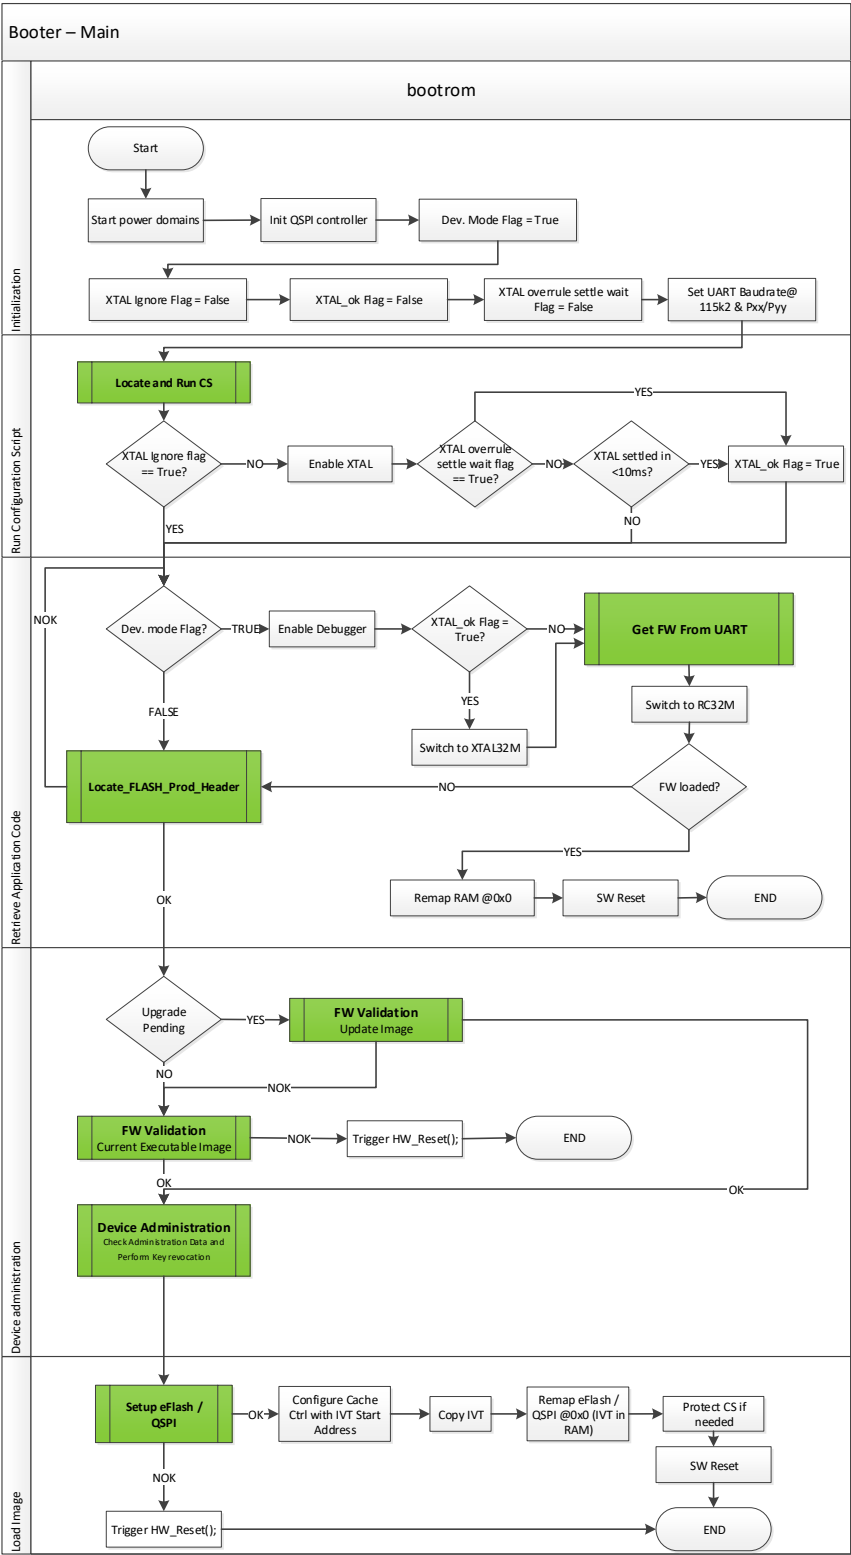 Booter – Main
bootrom
Initialization
Start
Start power domains
Init QSPI controller
Dev. Mode Flag = True
XTAL Ignore Flag = False
XTAL_ok Flag = False
XTAL overrule settle wait
Flag = False
Set UART Baudrate@
115k2 & Pxx/Pyy
Run Configuration Script
Locate and Run CS
YES
XTAL Ignore flag
== True?
NO
Enable XTAL
XTAL overrule
settle wait flag
== True?
NO
XTAL settled in
<10ms?
YES
XTAL_ok Flag = True
YES
NO
Retrieve Application Code
NOK
Dev. mode Flag?
TRUE
Enable Debugger
XTAL_ok Flag =
True?
NO
Get FW From UART
YES
Switch to RC32M
FALSE
Switch to XTAL32M
Locate_FLASH_Prod_Header
NO
FW loaded?
YES
OK
Remap RAM @0x0
SW Reset
END
Device administration
Upgrade
Pending
YES
FW Validation
Update Image
NO
NOK
FW Validation
Current Executable Image
NOK
Trigger HW_Reset();
END
OK
OK
Device Administration
Check Administration Data and
Perform Key revocation
Load Image
Setup eFlash /
QSPI
OK
Configure Cache
Ctrl with IVT Start
Address
Copy IVT
Remap eFlash /
QSPI @0x0 (IVT in
RAM)
Protect CS if
needed
SW Reset
NOK
Trigger HW_Reset();
END